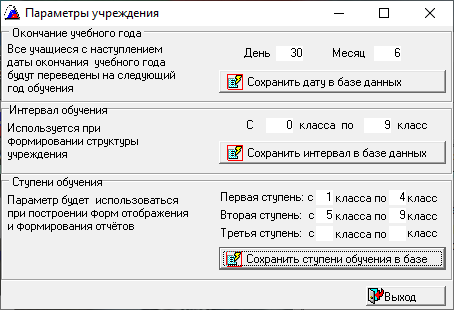 Параметры учреждения
Окончание учебного года
Все учащиеся с наступлением
даты окончания учебного года
будут переведены на следующий
год обучения
День 30 Месяц 6
Сохранить дату в базе данных
Интервал обучения
Используется при
формировании структуры
учреждения
С 0 класса по 9 класс
Сохранить интервал в базе данных
Ступени обучения
Параметр будет использоваться
при построении форм отображения
и формирования отчётов
Первая ступень: с 1 класса по 4 класс
Вторая ступень: с 5 класса по 9 класс
Третья ступень: с класса по класс
Сохранить ступени обучения в базе
Выход